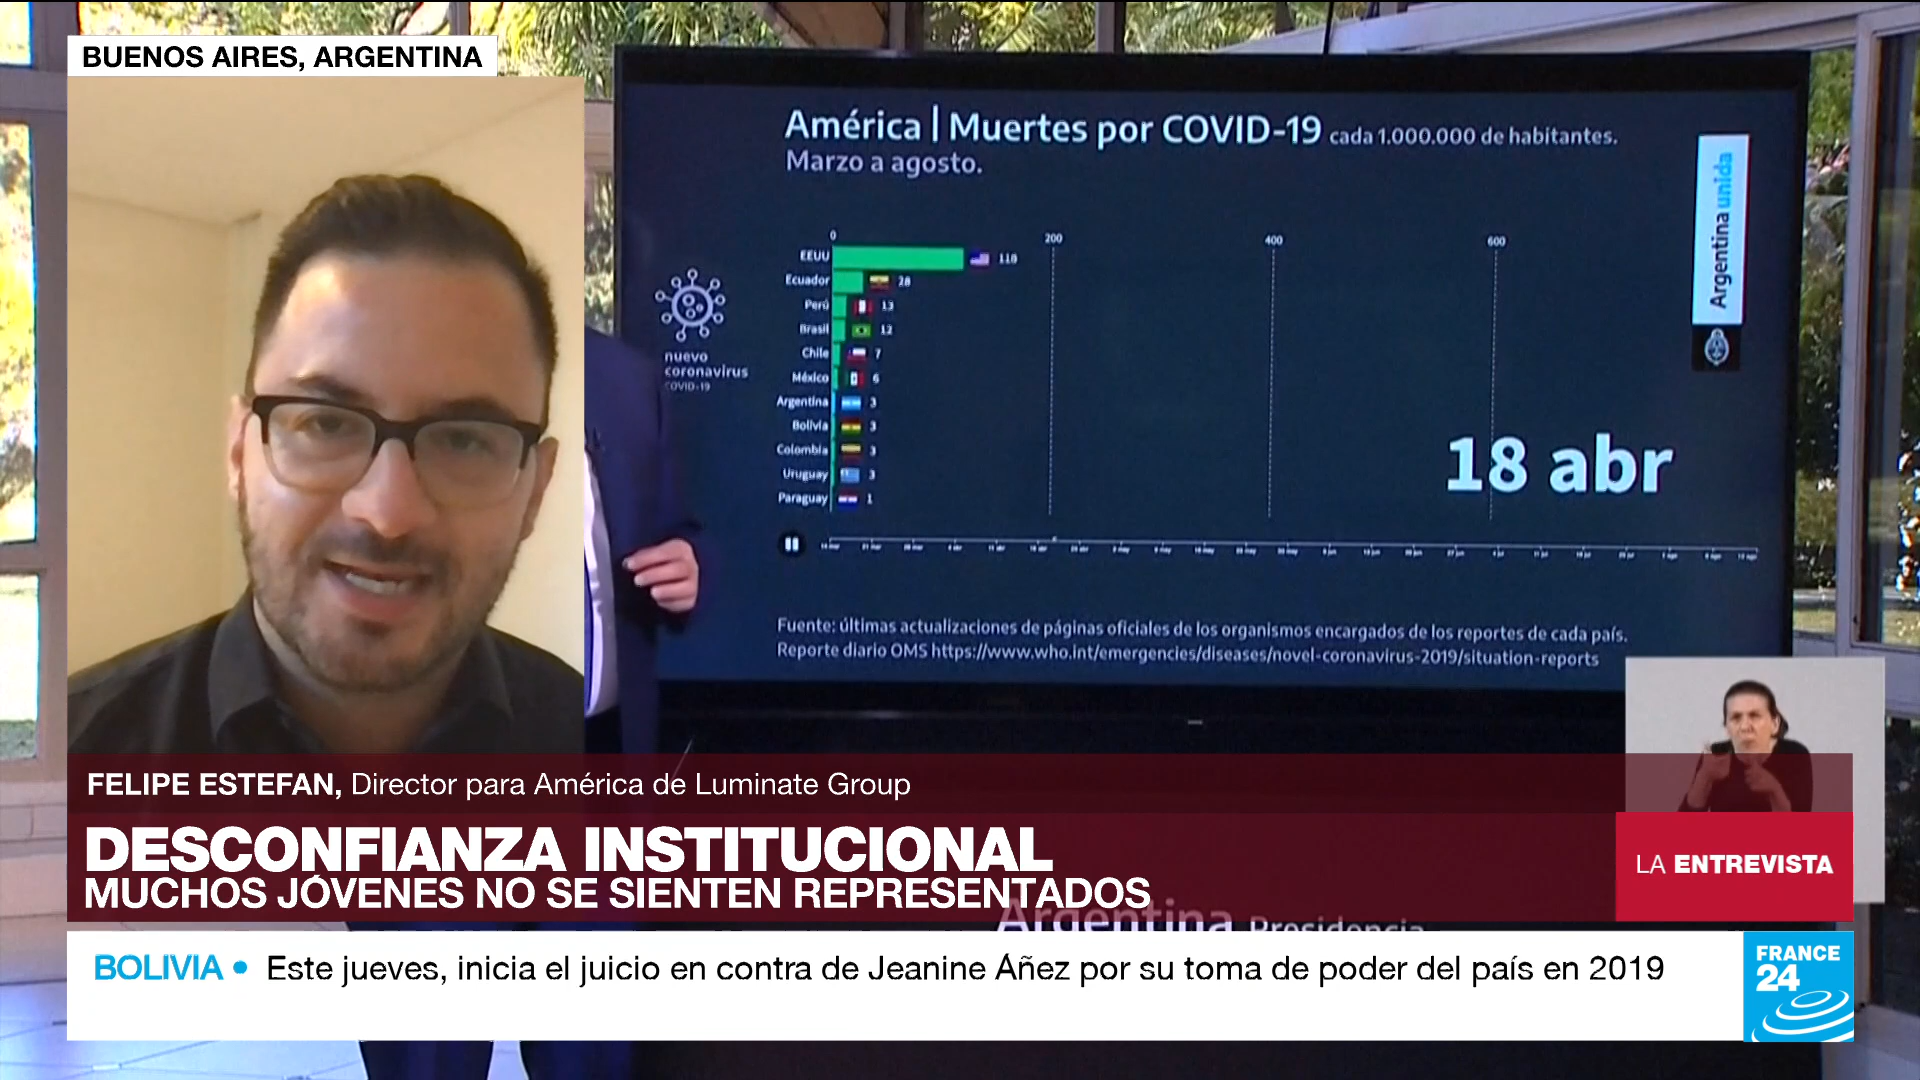 BUENOS AIRES, ARGENTINA
América | Muertes por COVID-19 cada 1.000.000 de habitantes.
Marzo a agosto.
Argentina unida
0 200 400 600
EEUU 118
Ecuador 28
Perú 13
Brasil 12
Chile 7
México 6
Argentina 3
Bolivia 3
Colombia 3
Uruguay 3
Paraguay 1
nuevo
coronavirus
COVID-19
18 abr
Fuente: últimas actualizaciones de páginas oficiales de los organismos encargados de los reportes de cada país.
Reporte diario OMS https://www.who.int/emergencies/diseases/novel-coronavirus-2019/situation-reports
FELIPE ESTEFAN, Director para América de Luminate Group
DESCONFIANZA INSTITUCIONAL
MUCHOS JÓVENES NO SE SIENTEN REPRESENTADOS
LA ENTREVISTA
Argentina Presidencia
BOLIVIA • Este jueves, inicia el juicio en contra de Jeanine Áñez por su toma de poder del país en 2019
FRANCE
24